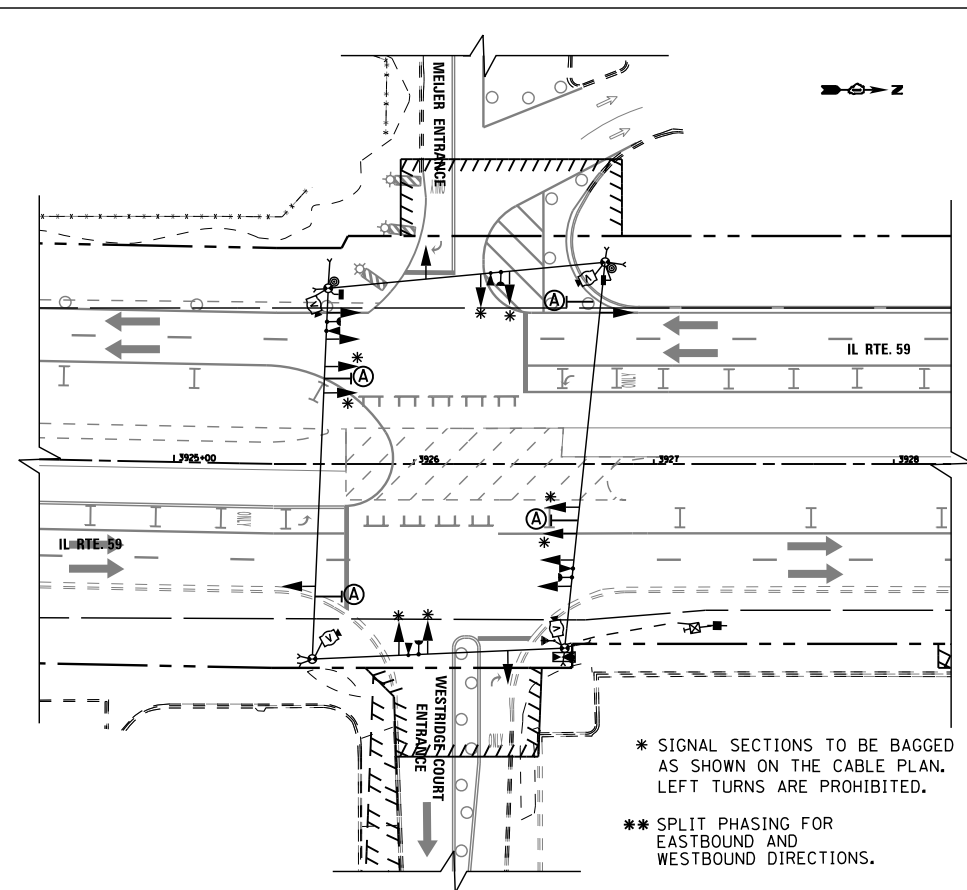 MEIJER ENTRANCE
N
A
IL RTE. 59
*
*
A
*
*
ONLY
3925+00
3926
3927
3928
*
A
*
ONLY
IL RTE. 59
A
*
*
V
V
WESTRIDGE COURT
ENTRANCE
ONLY
* SIGNAL SECTIONS TO BE BAGGED
AS SHOWN ON THE CABLE PLAN.
LEFT TURNS ARE PROHIBITED.
** SPLIT PHASING FOR
EASTBOUND AND
WESTBOUND DIRECTIONS.